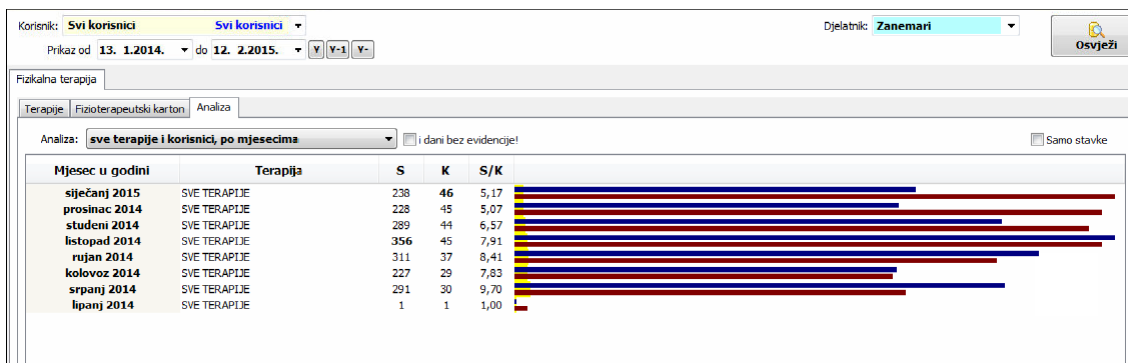 Korisnik: Svi korisnici Svi korisnici Djelatnik: Zanemari
Prikaz od 13. 1.2014. do 12. 2.2015. Y Y-1 Y- Osvježi
Fizikalna terapija
Terapije Fizioterapeutski karton Analiza
Analiza: sve terapije i korisnici, po mjesecima i dani bez evidencije! Samo stavke
Mjesec u godini Terapija S K S/K
siječanj 2015 SVE TERAPIJE 238 46 5,17
prosinac 2014 SVE TERAPIJE 228 45 5,07
studeni 2014 SVE TERAPIJE 289 44 6,57
listopad 2014 SVE TERAPIJE 356 45 7,91
rujan 2014 SVE TERAPIJE 311 37 8,41
kolovoz 2014 SVE TERAPIJE 227 29 7,83
srpanj 2014 SVE TERAPIJE 291 30 9,70
lipanj 2014 SVE TERAPIJE 1 1 1,00